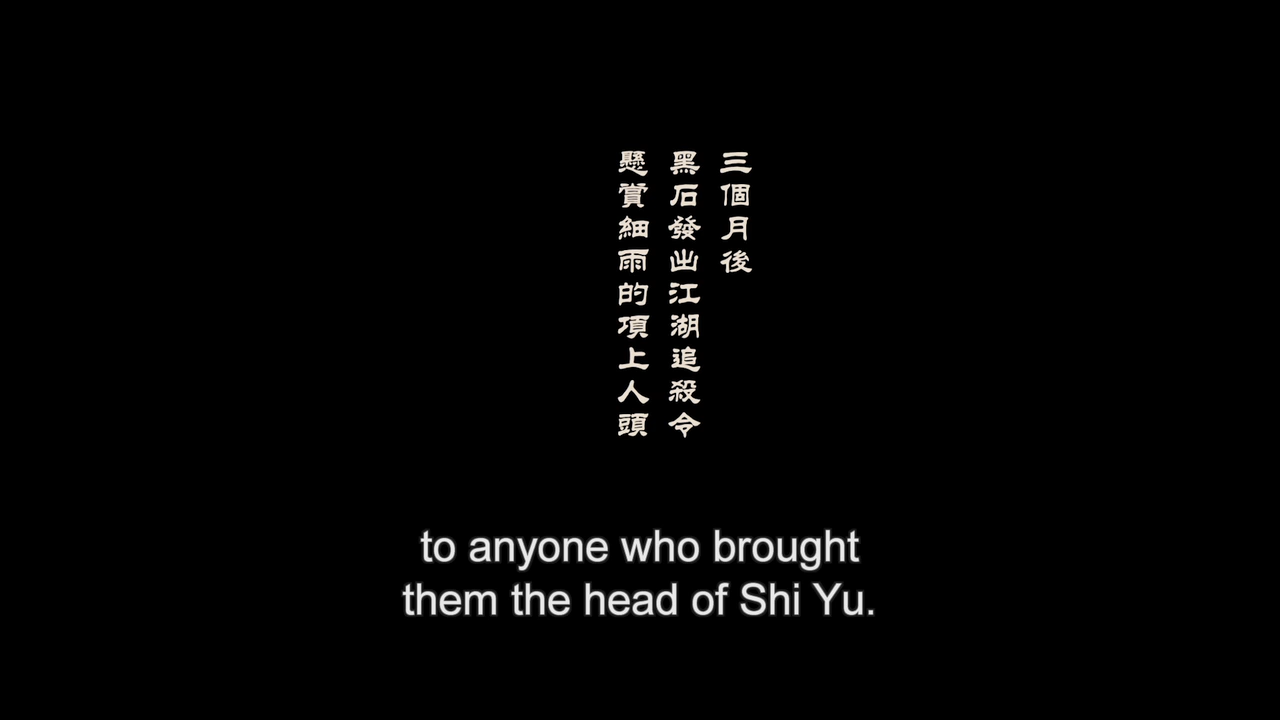 三個月後
黑石發出江湖追殺令
懸賞細雨的項上人頭
to anyone who brought
them the head of Shi Yu.